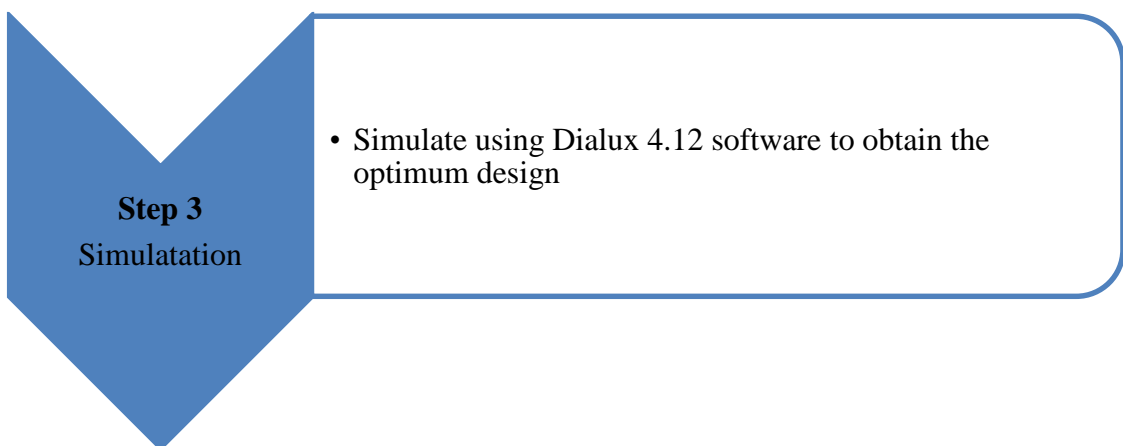 Step 3
Simulatation
• Simulate using Dialux 4.12 software to obtain the
optimum design